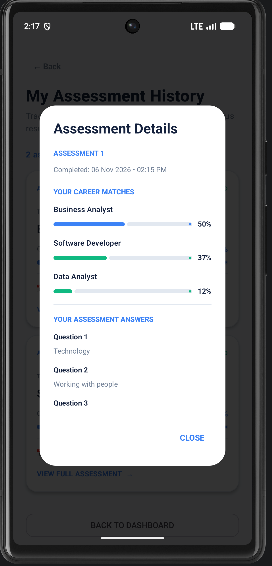 2:17
LTE
← Back
My Assessment History
Assessment Details
ASSESSMENT 1
Completed: 06 Nov 2026 • 02:15 PM
YOUR CAREER MATCHES
Business Analyst
50%
Software Developer
37%
Data Analyst
12%
YOUR ASSESSMENT ANSWERS
Question 1
Technology
Question 2
Working with people
Question 3
CLOSE
VIEW FULL ASSESSMENT
BACK TO DASHBOARD